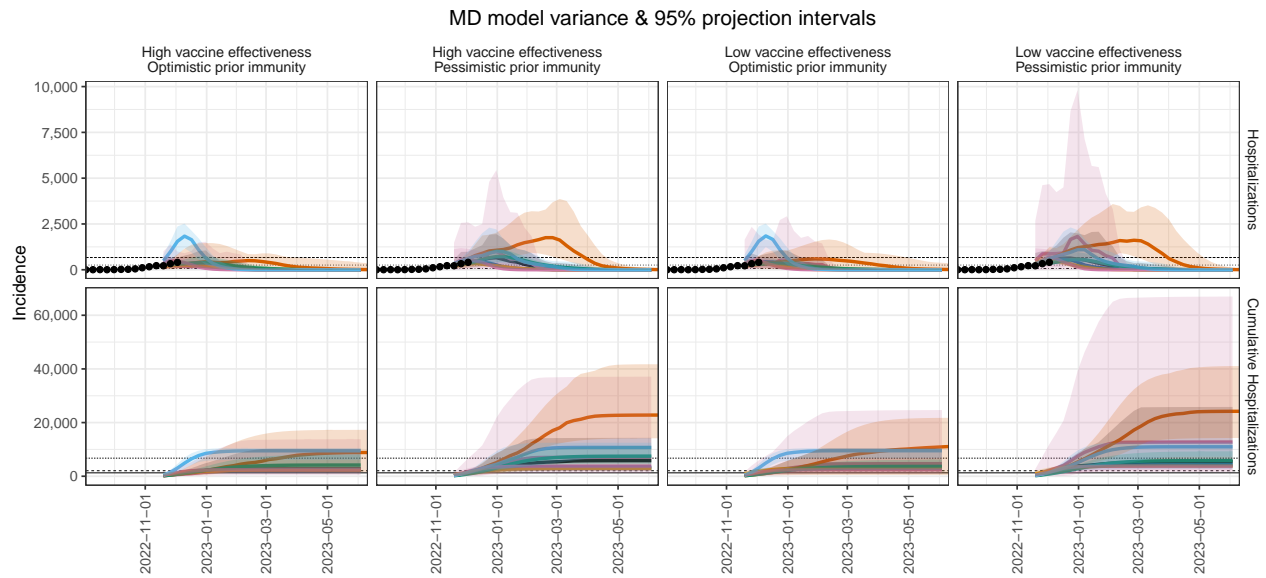 MD model variance & 95% projection intervals
High vaccine effectiveness
Optimistic prior immunity
High vaccine effectiveness
Pessimistic prior immunity
Low vaccine effectiveness
Optimistic prior immunity
Low vaccine effectiveness
Pessimistic prior immunity
Incidence
10,000
7,500
5,000
2,500
0
Hospitalizations
60,000
40,000
20,000
0
Cumulative Hospitalizations
2022−11−01
2023−01−01
2023−03−01
2023−05−01
2022−11−01
2023−01−01
2023−03−01
2023−05−01
2022−11−01
2023−01−01
2023−03−01
2023−05−01
2022−11−01
2023−01−01
2023−03−01
2023−05−01